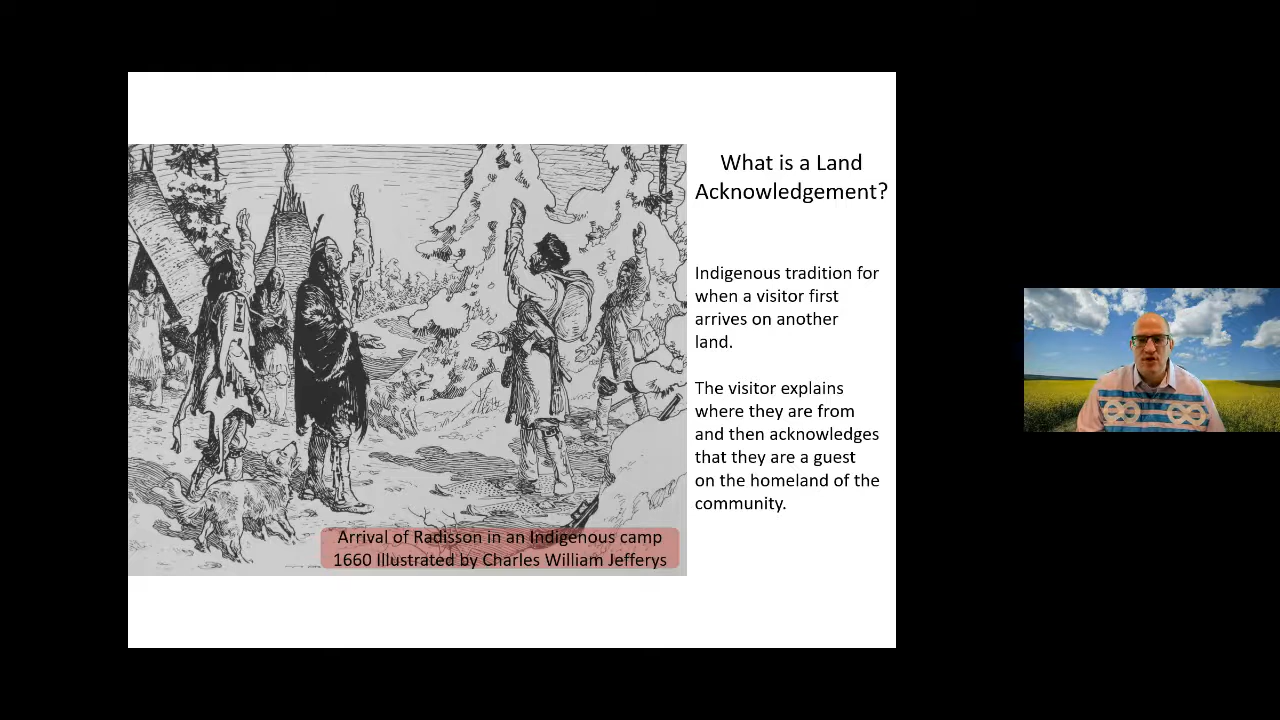 What is a Land
Acknowledgement?
Indigenous tradition for
when a visitor first
arrives on another
land.
The visitor explains
where they are from
and then acknowledges
that they are a guest
on the homeland of the
community.
Arrival of Radisson in an Indigenous camp
1660 Illustrated by Charles William Jefferys